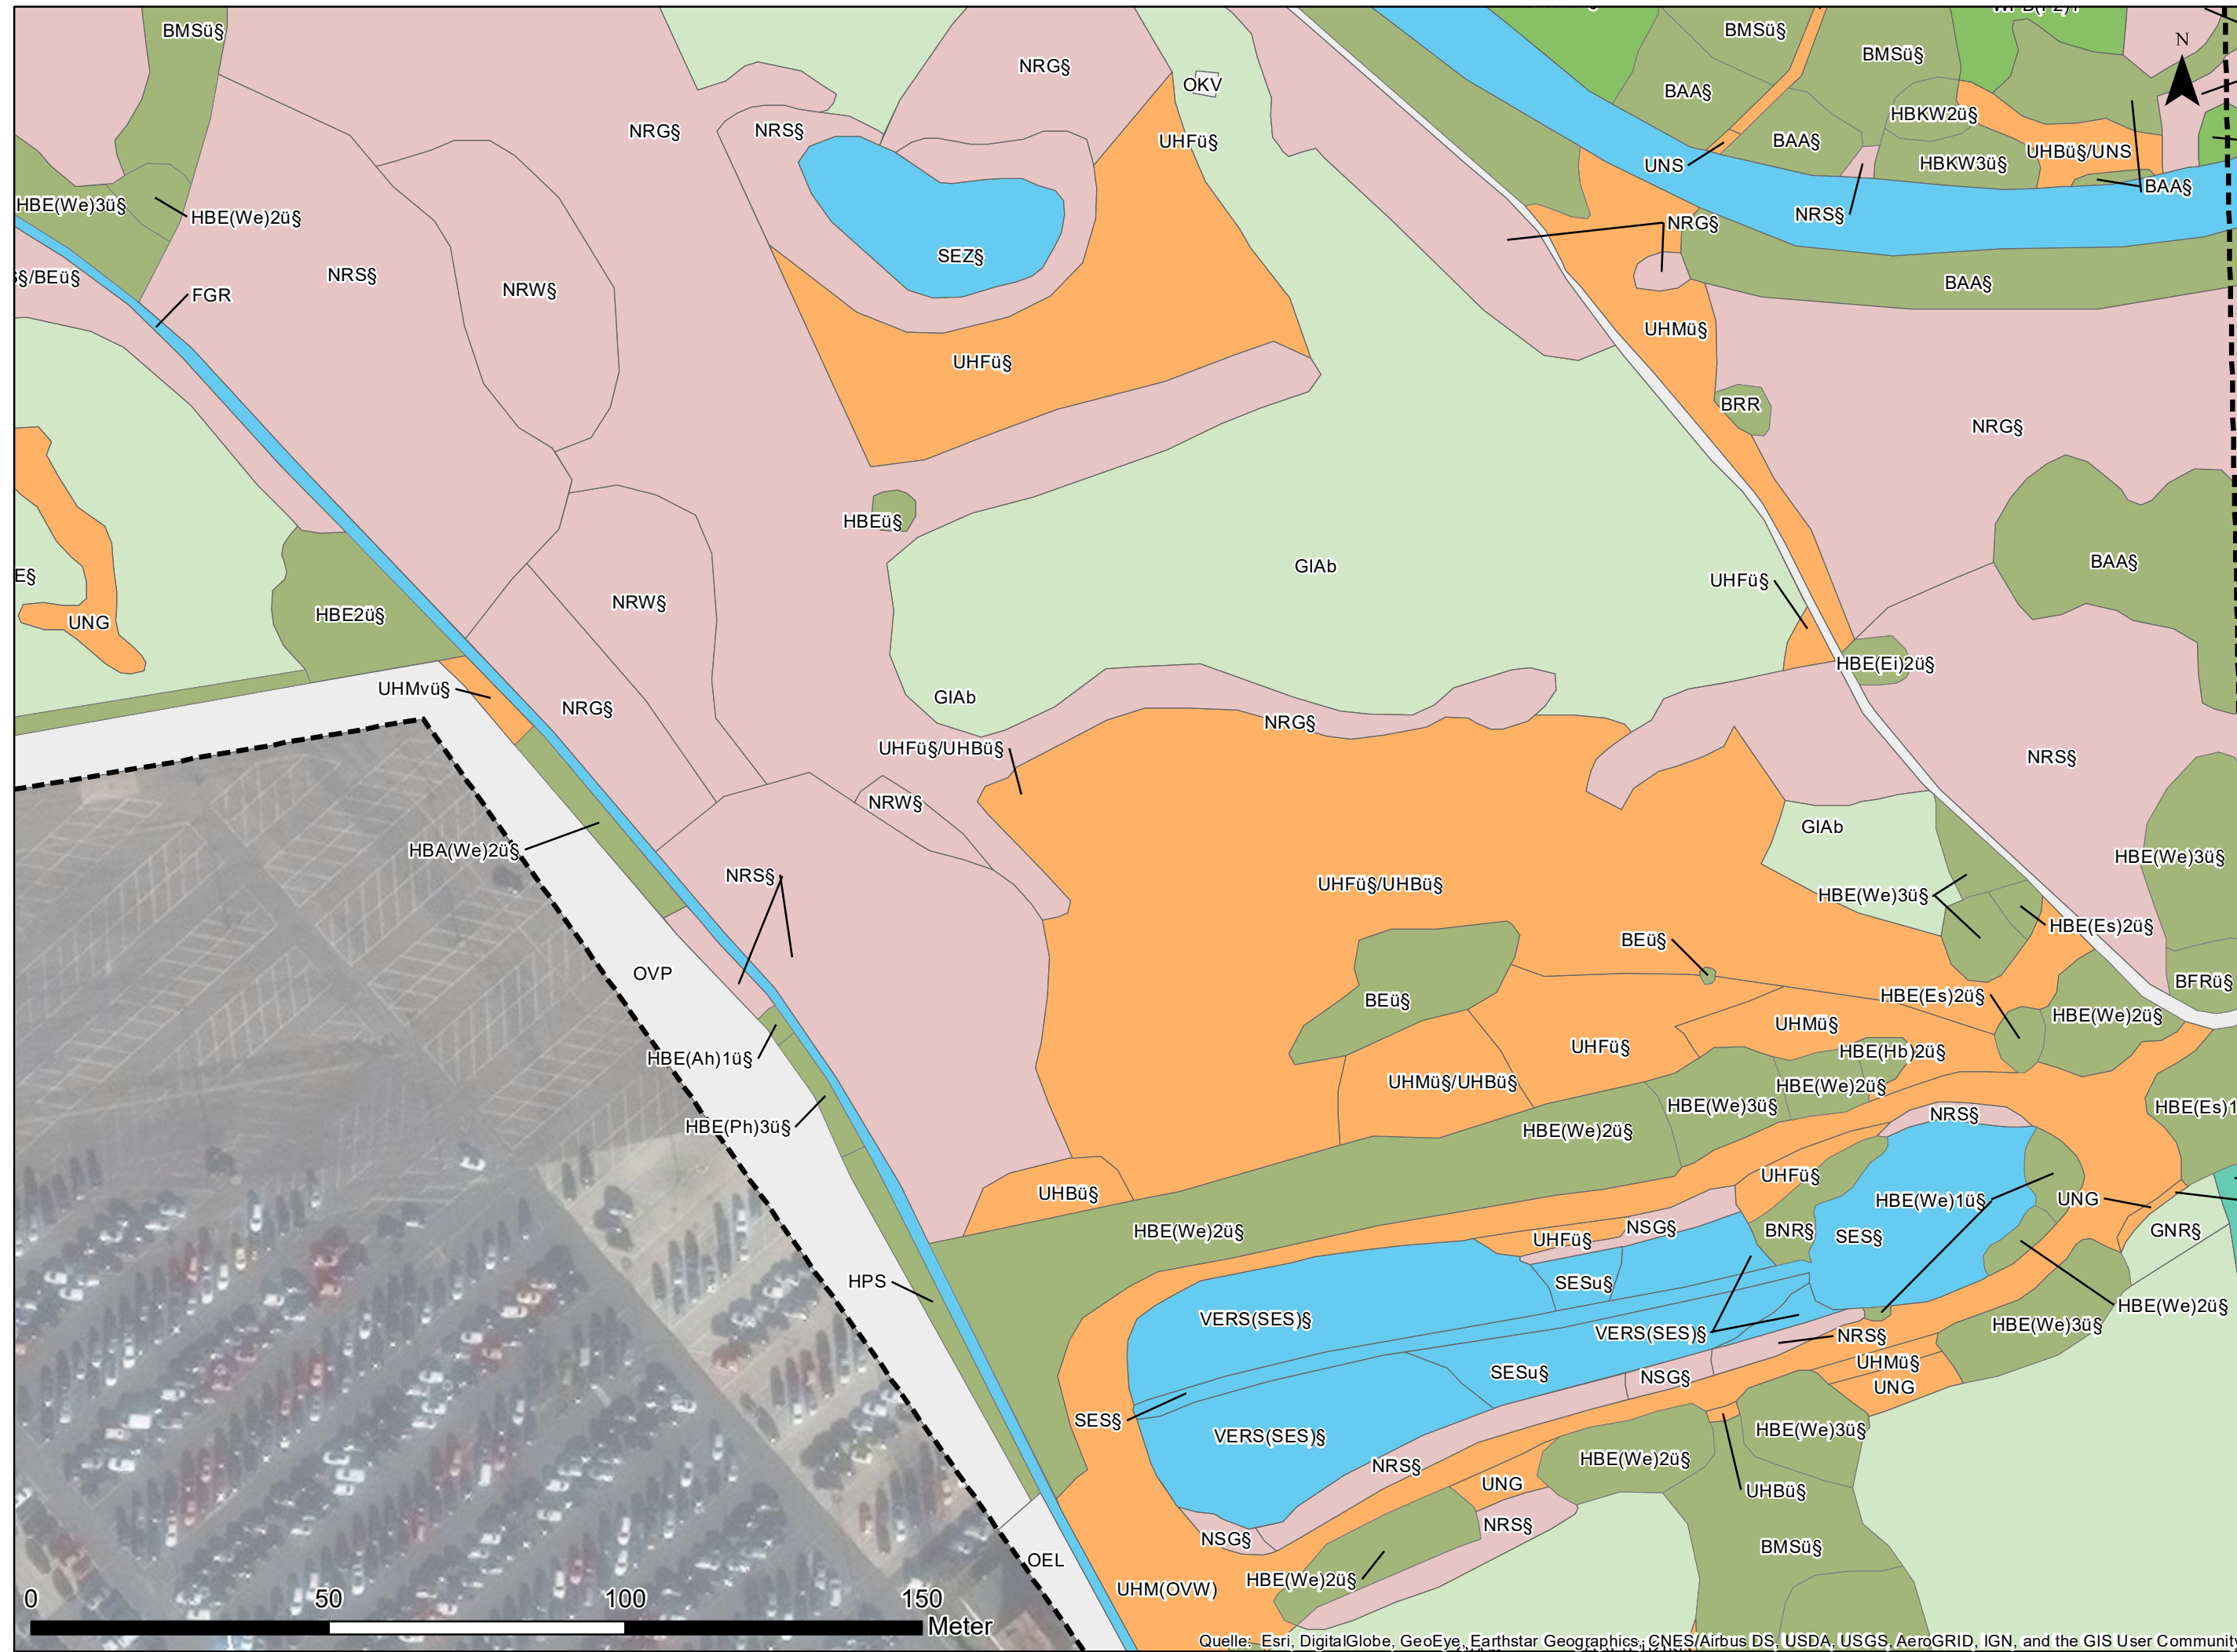 BMSü§
NRG§
OKV
BMSü§
BMSü§
N
BAA§
HBKW2ü§
NRG§
NRS§
UHFü§
BAA§
UHBü§/UNS
UNS
HBKW3ü§
BAA§
HBE(We)3ü§
HBE(We)2ü§
NRS§
NRG§
SEZ§
§/BEü§
NRS§
NRW§
BAA§
FGR
UHMü§
UHFü§
BRR
NRG§
HBEü§
GIAb
BAA§
E§
UHFü§
NRW§
HBE2ü§
UNG
HBE(Ei)2ü§
UHMvü§
GIAb
NRG§
NRG§
UHFü§/UHBü§
NRS§
NRW§
GIAb
HBA(We)2ü§
HBE(We)3ü§
NRS§
UHFü§/UHBü§
HBE(We)3ü§
HBE(Es)2ü§
BEü§
OVP
BFRü§
BEü§
HBE(Es)2ü§
HBE(We)2ü§
UHMü§
UHFü§
HBE(Hb)2ü§
HBE(Ah)1ü§
UHMü§/UHBü§
HBE(We)2ü§
HBE(We)3ü§
HBE(Es)1
NRS§
HBE(Ph)3ü§
HBE(We)2ü§
UHFü§
UHBü§
HBE(We)1ü§
UNG
HBE(We)2ü§
NSG§
BNR§
GNR§
UHFü§
SES§
HPS
SESu§
HBE(We)2ü§
VERS(SES)§
HBE(We)3ü§
VERS(SES)§
NRS§
UHMü§
SESu§
NSG§
UNG
SES§
HBE(We)3ü§
VERS(SES)§
HBE(We)2ü§
NRS§
UNG
UHBü§
NRS§
NSG§
BMSü§
OEL
HBE(We)2ü§
UHM(OVW)
0 50 100 150
Meter
Quelle: Esri, DigitalGlobe, GeoEye, Earthstar Geographics, CNES/Airbus DS, USDA, USGS, AeroGRID, IGN, and the GIS User Communi